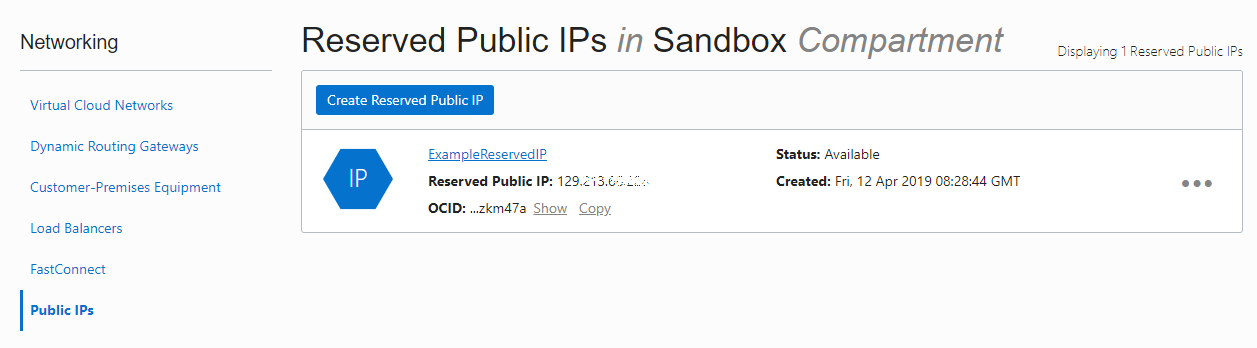 Networking
Virtual Cloud Networks
Dynamic Routing Gateways
Customer-Premises Equipment
Load Balancers
FastConnect
Public IPs
Reserved Public IPs in Sandbox Compartment
Displaying 1 Reserved Public IPs
Create Reserved Public IP
IP
ExampleReservedIP
Reserved Public IP:
OCID: ...zkm47a Show Copy
Status: Available
Created: Fri, 12 Apr 2019 08:28:44 GMT